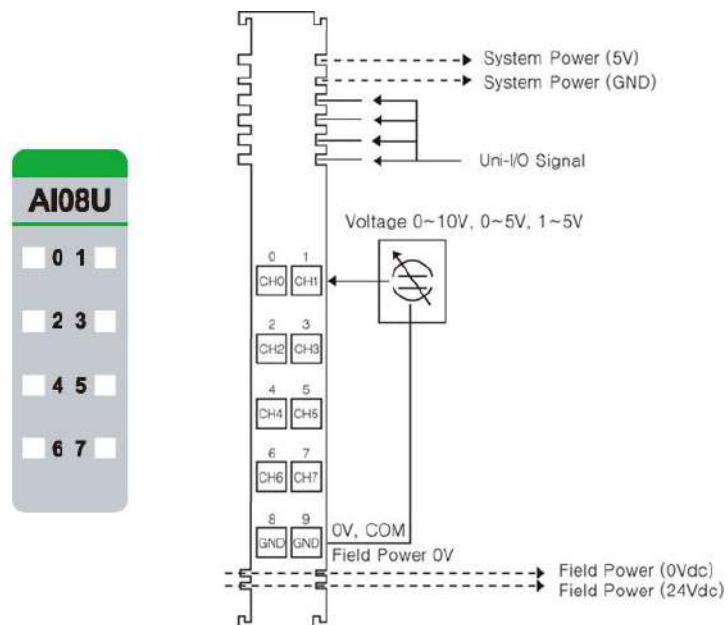 AI08U
0 1
2 3
4 5
6 7
System Power (5V)
System Power (GND)
Uni-I/O Signal
Voltage 0~10V, 0~5V, 1~5V
0 1
CH0 CH1
2 3
CH2 CH3
4 5
CH4 CH5
6 7
CH6 CH7
8 9
GND GND
0V, COM
Field Power 0V
Field Power (0Vdc)
Field Power (24Vdc)